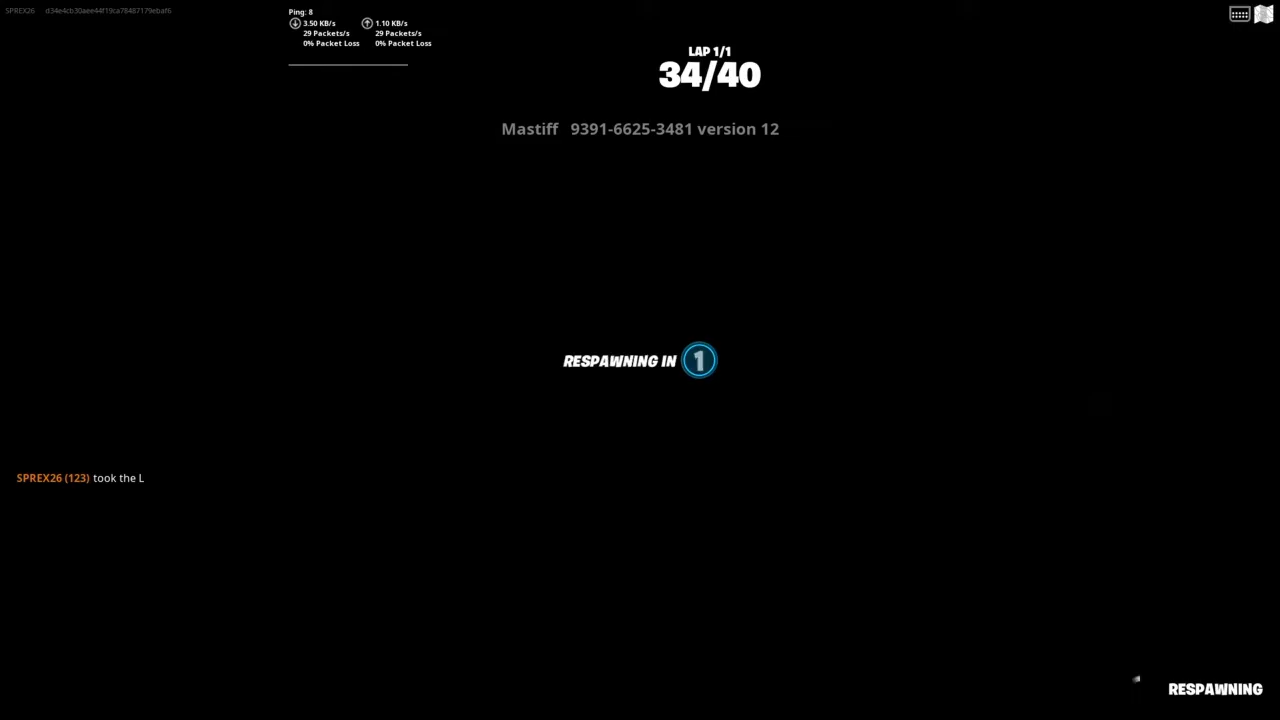 SPREX26 d34e4cb30aee44f19ca78487179ebaf6
Ping: 8
3.50 KB/s 1.10 KB/s
29 Packets/s 29 Packets/s
0% Packet Loss 0% Packet Loss
LAP 1/1
34/40
Mastiff 9391-6625-3481 version 12
RESPAWNING IN 1
SPREX26 (123) took the L
RESPAWNING